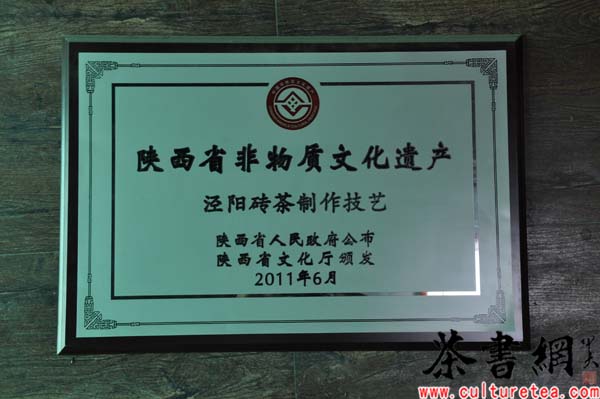 陕西省非物质文化遗产
泾阳砖茶制作技艺
陕西省人民政府公布
陕西省文化厅颁发
2011年6月
茶書網
www.culturetea.com